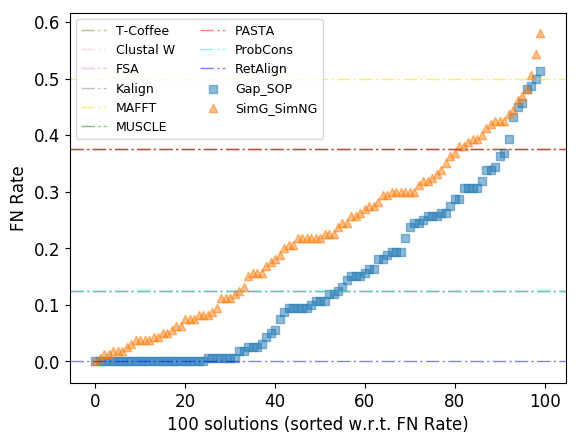 T-Coffee
Clustal W
FSA
Kalign
MAFFT
MUSCLE
PASTA
ProbCons
RetAlign
Gap_SOP
SimG_SimNG
FN Rate
0.6
0.5
0.4
0.3
0.2
0.1
0.0
0 20 40 60 80 100
100 solutions (sorted w.r.t. FN Rate)